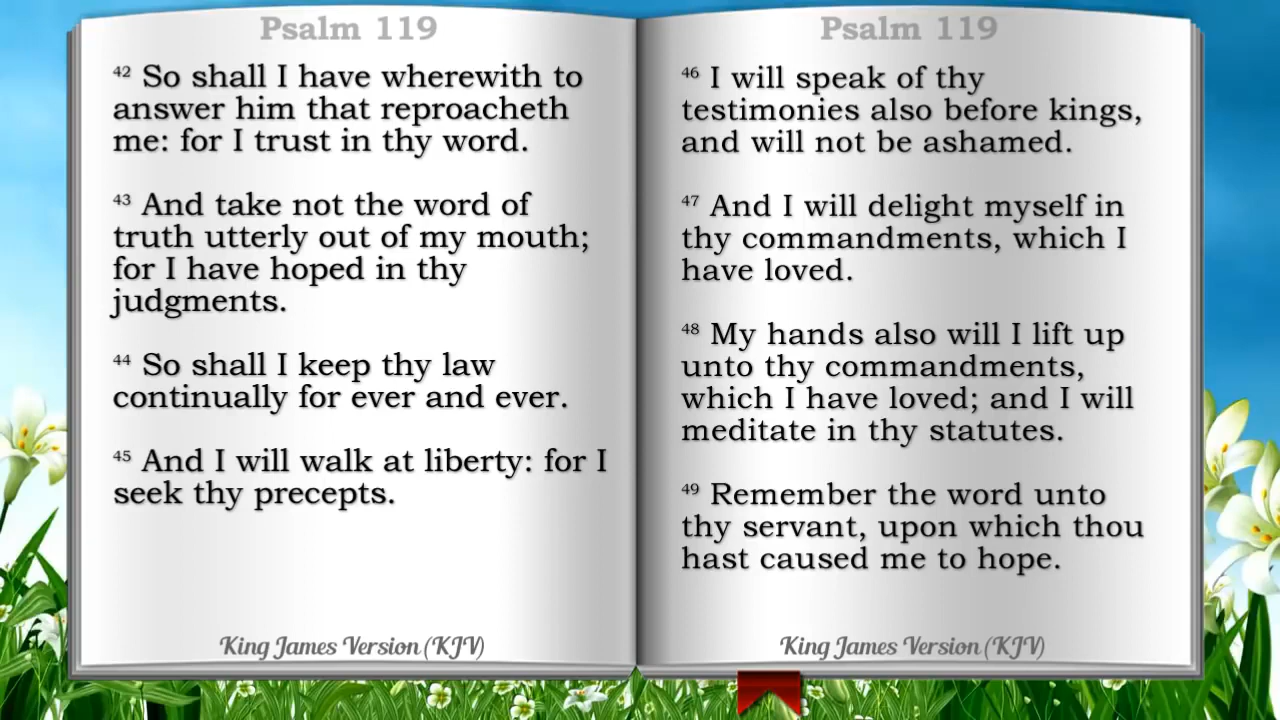 Psalm 119
42 So shall I have wherewith to
answer him that reproacheth
me: for I trust in thy word.
43 And take not the word of
truth utterly out of my mouth;
for I have hoped in thy
judgments.
44 So shall I keep thy law
continually for ever and ever.
45 And I will walk at liberty: for I
seek thy precepts.
King James Version (KJV)
Psalm 119
46 I will speak of thy
testimonies also before kings,
and will not be ashamed.
47 And I will delight myself in
thy commandments, which I
have loved.
48 My hands also will I lift up
unto thy commandments,
which I have loved; and I will
meditate in thy statutes.
49 Remember the word unto
thy servant, upon which thou
hast caused me to hope.
King James Version (KJV)